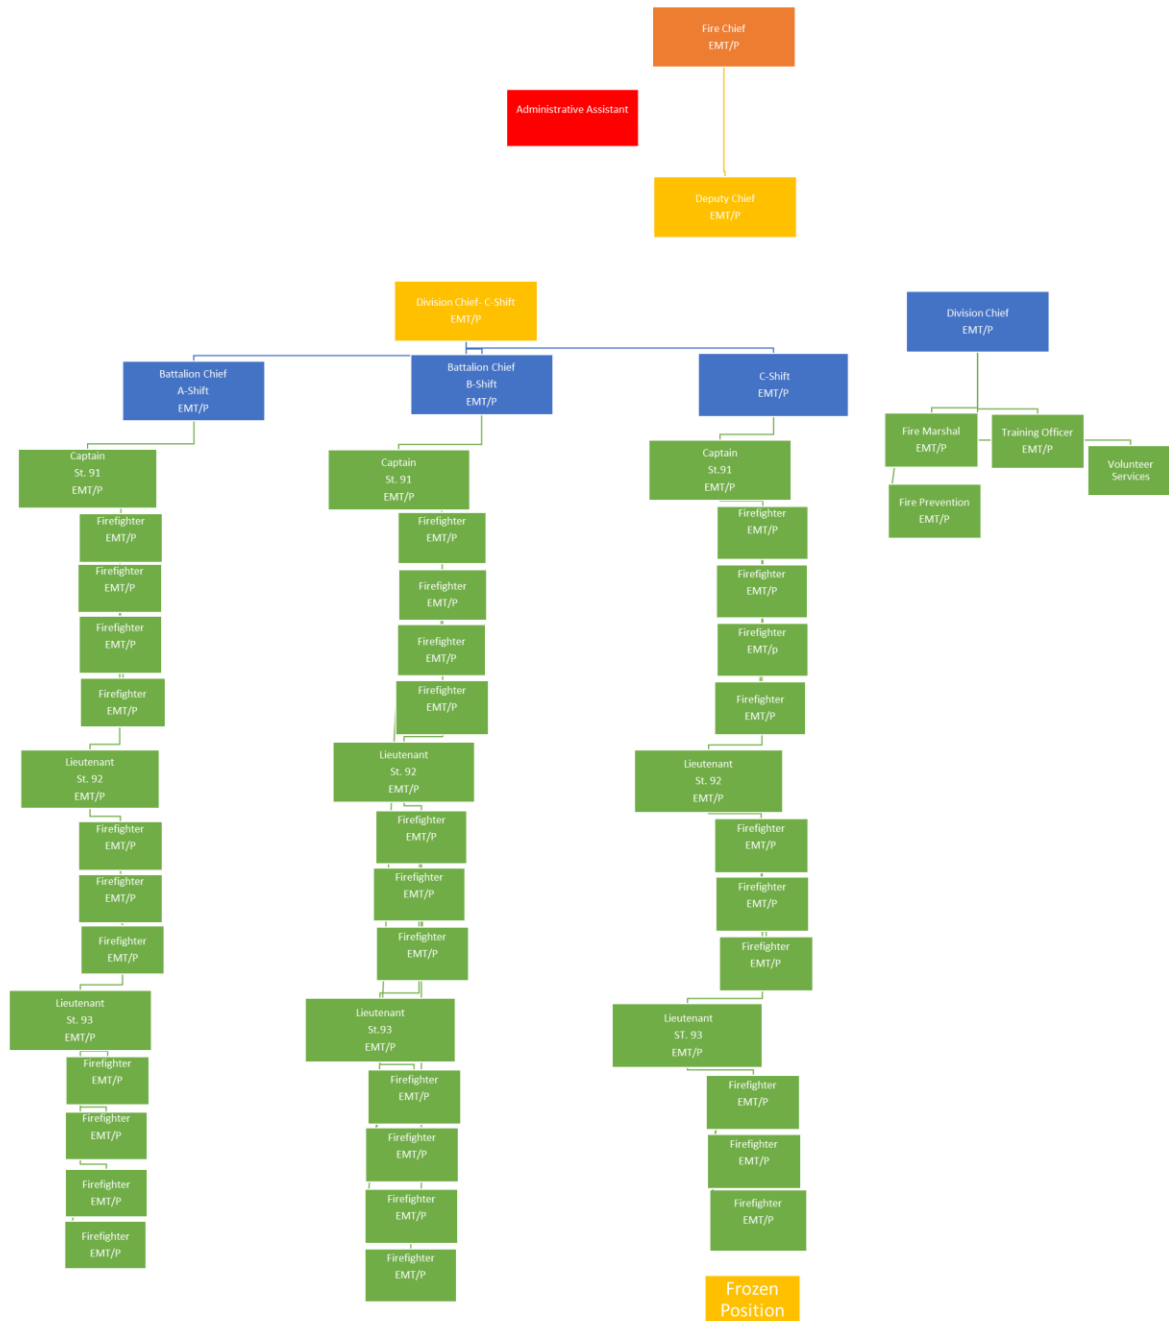 Fire Chief
EMT/P
Administrative Assistant
Deputy Chief
EMT/P
Division Chief- C-Shift
EMT/P
Division Chief
EMT/P
Battalion Chief
A-Shift
EMT/P
Battalion Chief
B-Shift
EMT/P
C-Shift
EMT/P
Fire Marshal
EMT/P
Training Officer
EMT/P
Volunteer
Services
Fire Prevention
EMT/P
Captain
St. 91
EMT/P
Firefighter
EMT/P
Firefighter
EMT/P
Firefighter
EMT/P
Firefighter
EMT/P
Lieutenant
St. 92
EMT/P
Firefighter
EMT/P
Firefighter
EMT/P
Firefighter
EMT/P
Lieutenant
St. 93
EMT/P
Firefighter
EMT/P
Firefighter
EMT/P
Firefighter
EMT/P
Firefighter
EMT/P
Captain
St. 91
EMT/P
Firefighter
EMT/P
Firefighter
EMT/P
Firefighter
EMT/P
Firefighter
EMT/P
Lieutenant
St. 92
EMT/P
Firefighter
EMT/P
Firefighter
EMT/P
Firefighter
EMT/P
Lieutenant
St.93
EMT/P
Firefighter
EMT/P
Firefighter
EMT/P
Firefighter
EMT/P
Firefighter
EMT/P
Captain
St.91
EMT/P
Firefighter
EMT/P
Firefighter
EMT/P
Firefighter
EMT/p
Firefighter
EMT/P
Lieutenant
St. 92
EMT/P
Firefighter
EMT/P
Firefighter
EMT/P
Firefighter
EMT/P
Lieutenant
ST. 93
EMT/P
Firefighter
EMT/P
Firefighter
EMT/P
Firefighter
EMT/P
Frozen
Position